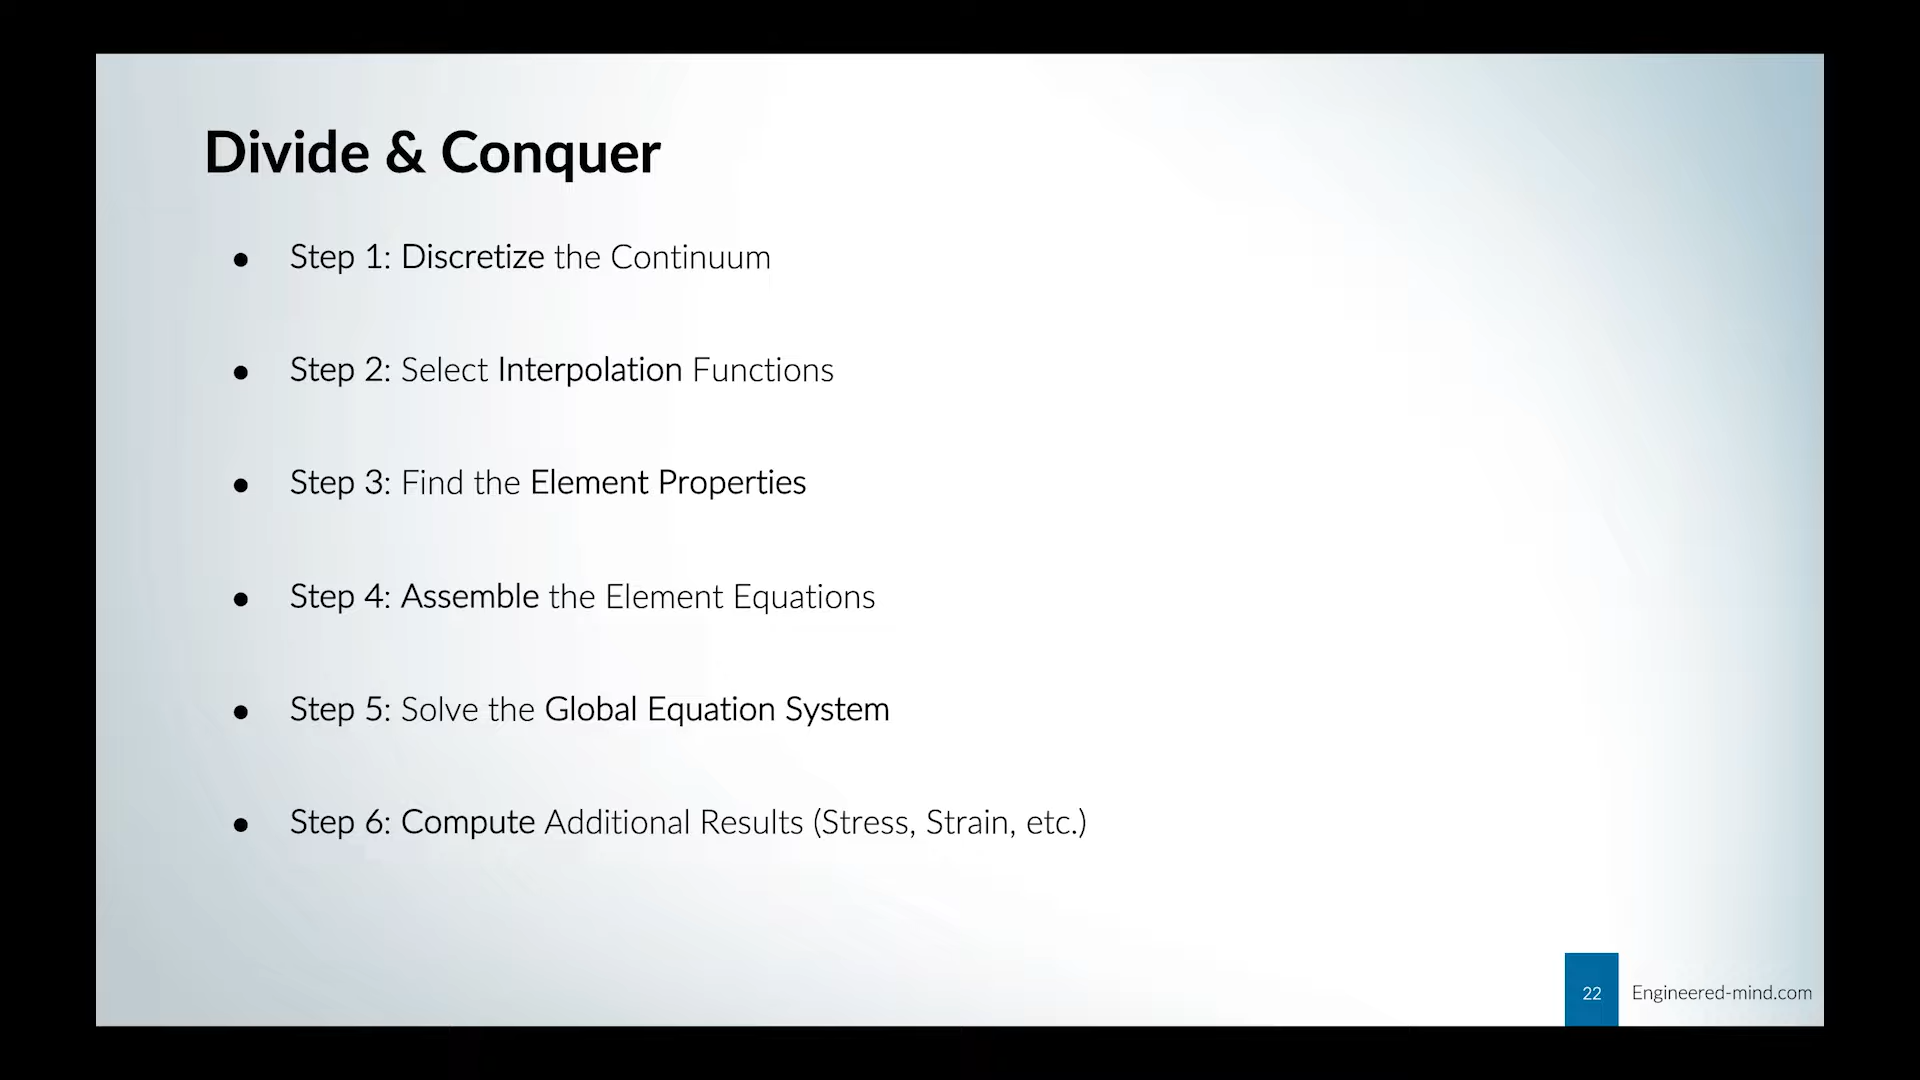 Divide & Conquer
● Step 1: Discretize the Continuum
● Step 2: Select Interpolation Functions
● Step 3: Find the Element Properties
● Step 4: Assemble the Element Equations
● Step 5: Solve the Global Equation System
● Step 6: Compute Additional Results (Stress, Strain, etc.)
22 Engineered-mind.com